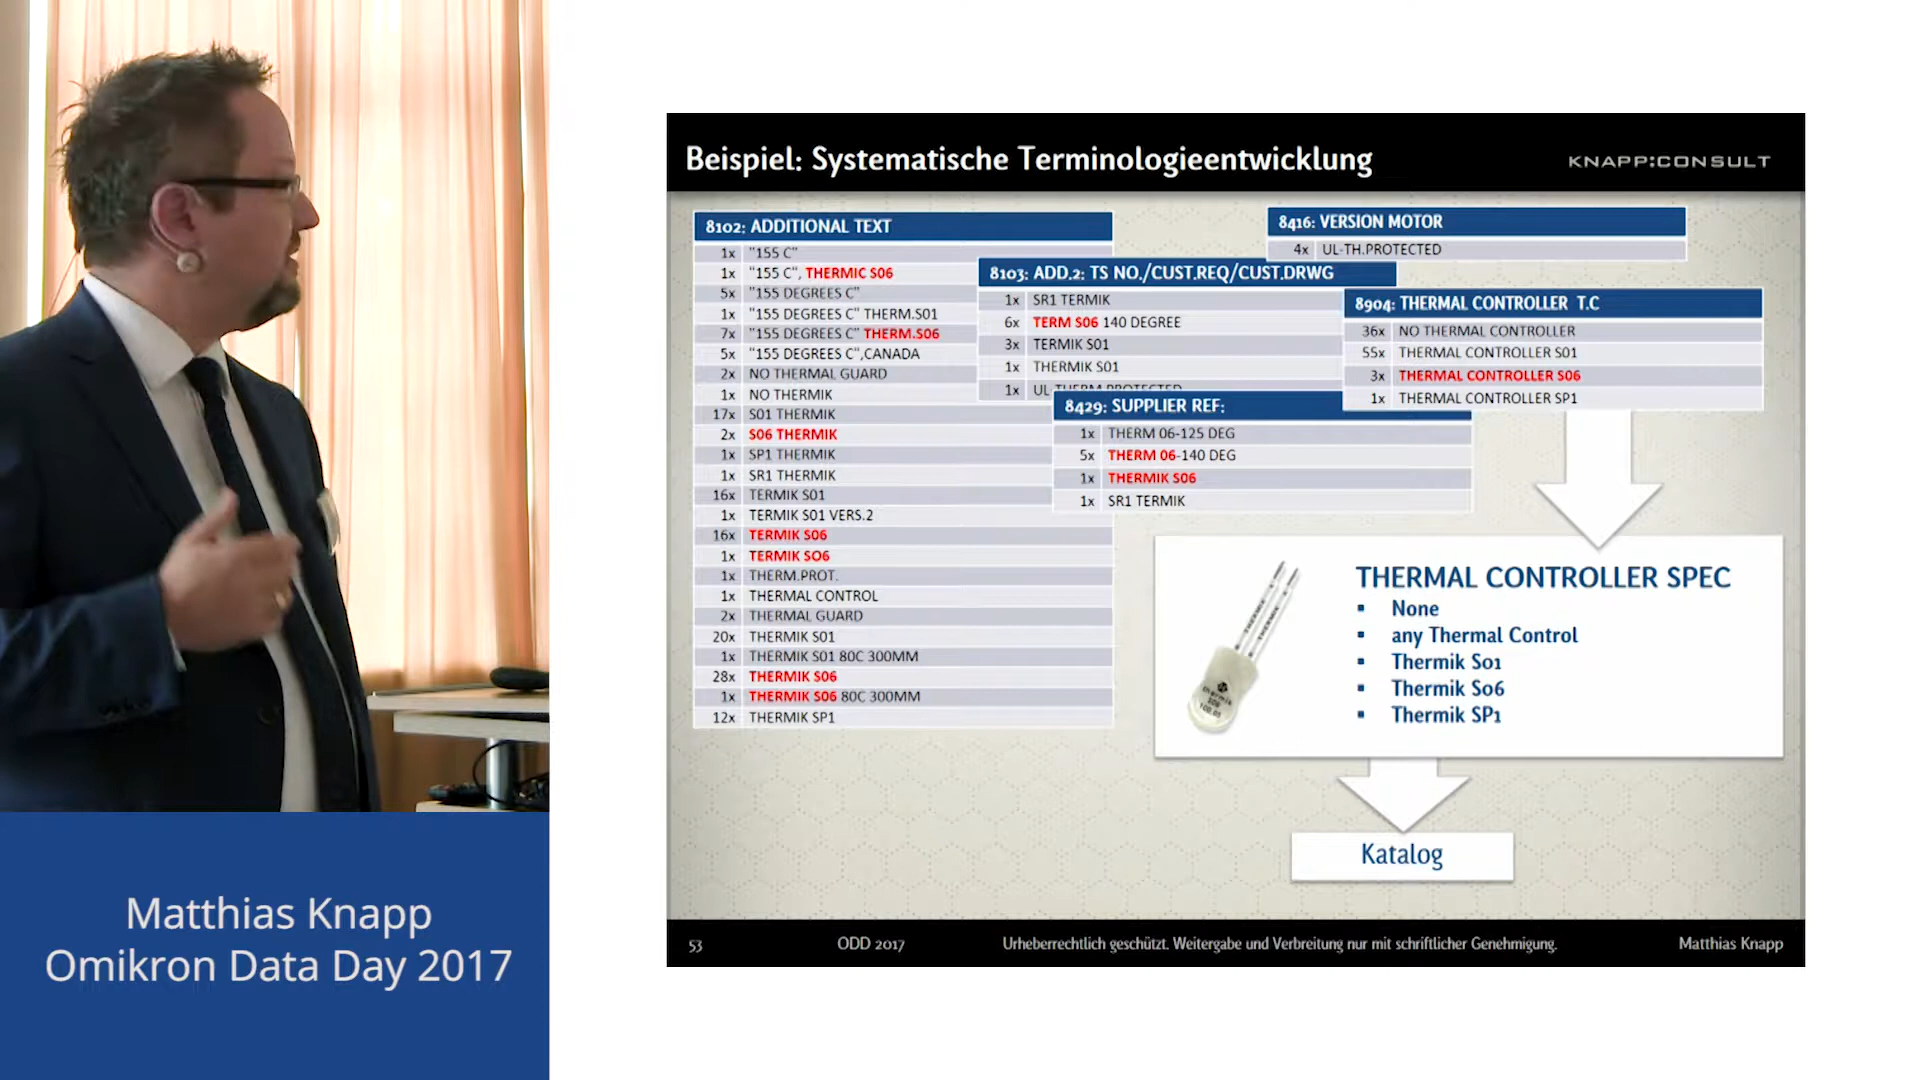 Beispiel: Systematische Terminologieentwicklung
KNAPP:CONSULT
8102: ADDITIONAL TEXT
1x "155 C"
1x "155 C", THERMIC S06
5x "155 DEGREES C"
1x "155 DEGREES C" THERM.S01
7x "155 DEGREES C" THERM.S06
5x "155 DEGREES C",CANADA
2x NO THERMAL GUARD
1x NO THERMIK
17x S01 THERMIK
2x S06 THERMIK
1x SP1 THERMIK
1x SR1 THERMIK
16x TERMIK S01
1x TERMIK S01 VERS.2
16x TERMIK S06
1x TERMIK SO6
1x THERM.PROT.
1x THERMAL CONTROL
2x THERMAL GUARD
20x THERMIK S01
1x THERMIK S01 80C 300MM
28x THERMIK S06
1x THERMIK S06 80C 300MM
12x THERMIK SP1
8103: ADD.2: TS NO./CUST.REQ/CUST.DRWG
1x SR1 TERMIK
6x TERM S06 140 DEGREE
3x TERMIK S01
1x THERMIK S01
1x UL-THERM.PROTECTED
8416: VERSION MOTOR
4x UL-TH.PROTECTED
8904: THERMAL CONTROLLER T.C
36x NO THERMAL CONTROLLER
55x THERMAL CONTROLLER S01
3x THERMAL CONTROLLER S06
1x THERMAL CONTROLLER SP1
8429: SUPPLIER REF:
1x THERM 06-125 DEG
5x THERM 06-140 DEG
1x THERMIK S06
1x SR1 TERMIK
THERMAL CONTROLLER SPEC
▪ None
▪ any Thermal Control
▪ Thermik S01
▪ Thermik S06
▪ Thermik SP1
Katalog
53 ODD 2017 Urheberrechtlich geschützt. Weitergabe und Verbreitung nur mit schriftlicher Genehmigung. Matthias Knapp
Matthias Knapp
Omikron Data Day 2017